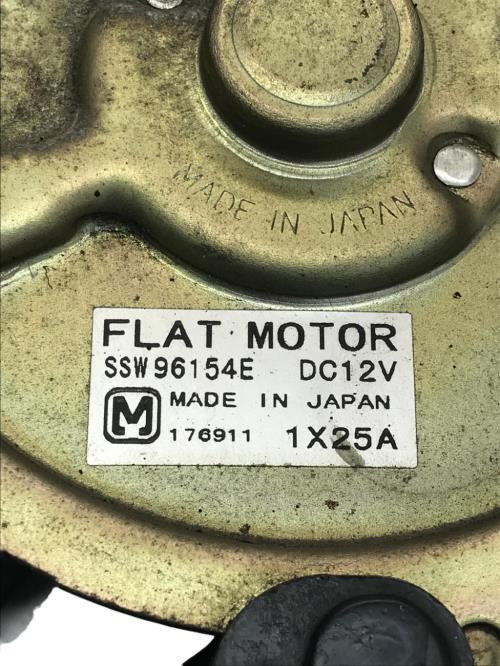 MADE IN JAPAN
FLAT MOTOR
SSW96154E DC12V
M MADE IN JAPAN
176911 1X25A